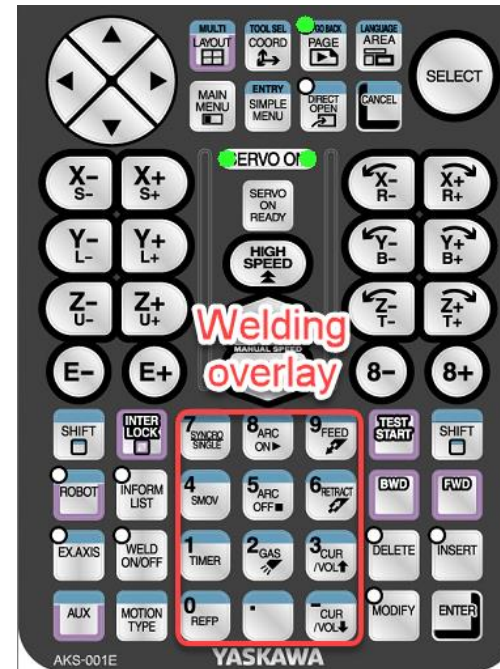 MULTI
LAYOUT
TOOL SEL
COORD
GO BACK
PAGE
LANGUAGE
AREA
SELECT
MAIN
MENU
ENTRY
SIMPLE
MENU
DIRECT
OPEN
CANCEL
SERVO ON
X-
S-
X+
S+
SERVO
ON
READY
X-
R-
X+
R+
Y-
L-
Y+
L+
HIGH
SPEED
Y-
B-
Y+
B+
Z-
U-
Z+
U+
Welding
overlay
MANUAL SPEED
Z-
T-
Z+
T+
E-
E+
8-
8+
SHIFT
INTER
LOCK
7
SYNCRO
SINGLE
8
ARC
ON▶
9
FEED
TEST
START
SHIFT
ROBOT
INFORM
LIST
4
SMOV
5
ARC
OFF■
6
RETRACT
BWD
FWD
EX.AXIS
WELD
ON/OFF
1
TIMER
2
GAS
3
CUR
/VOL⬆
DELETE
INSERT
AUX
MOTION
TYPE
0
REFP
.
-
CUR
/VOL⬇
MODIFY
ENTER
AKS-001E
YASKAWA